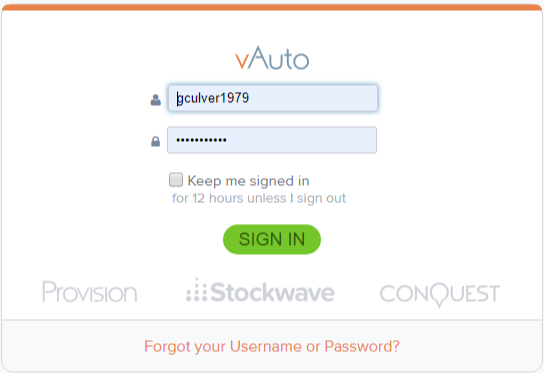 vAuto
gculver1979
•••••••••••
Keep me signed in
for 12 hours unless I sign out
SIGN IN
Provision
Stockwave
CONQUEST
Forgot your Username or Password?